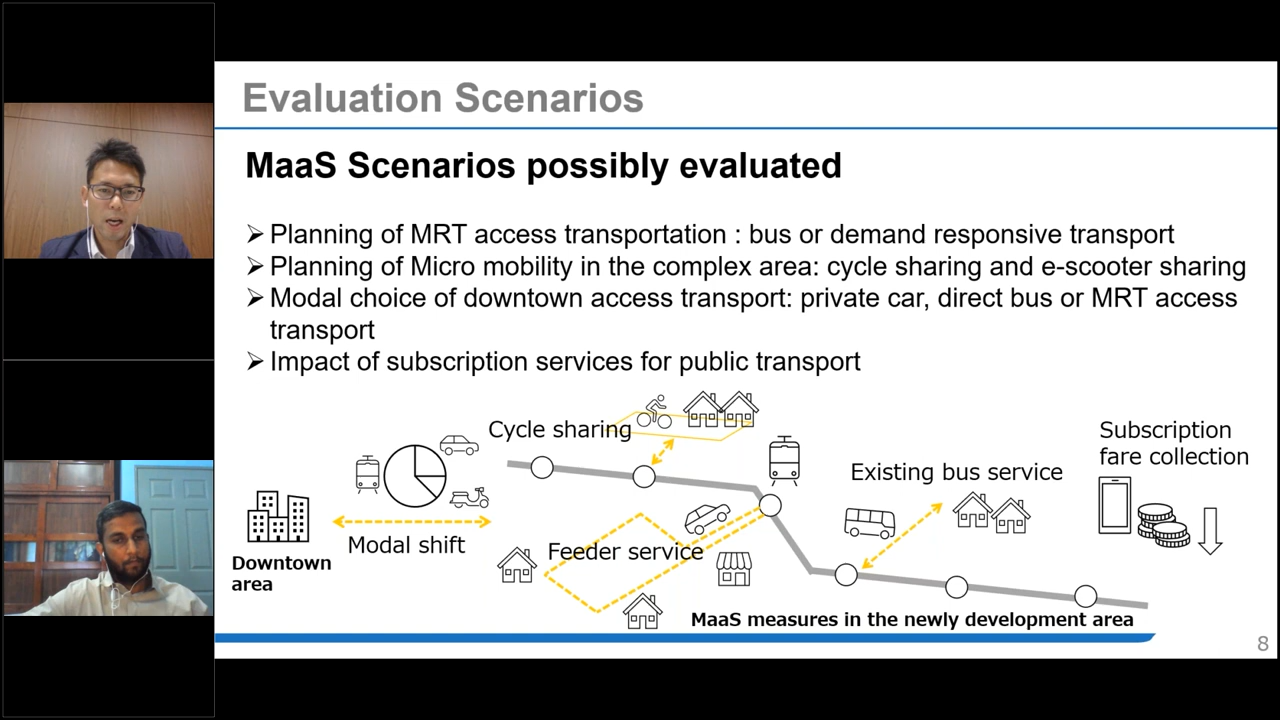 Evaluation Scenarios
MaaS Scenarios possibly evaluated
Planning of MRT access transportation : bus or demand responsive transport
Planning of Micro mobility in the complex area: cycle sharing and e-scooter sharing
Modal choice of downtown access transport: private car, direct bus or MRT access
transport
Impact of subscription services for public transport
Cycle sharing
Subscription
fare collection
Existing bus service
Modal shift
Feeder service
Downtown
area
MaaS measures in the newly development area
8